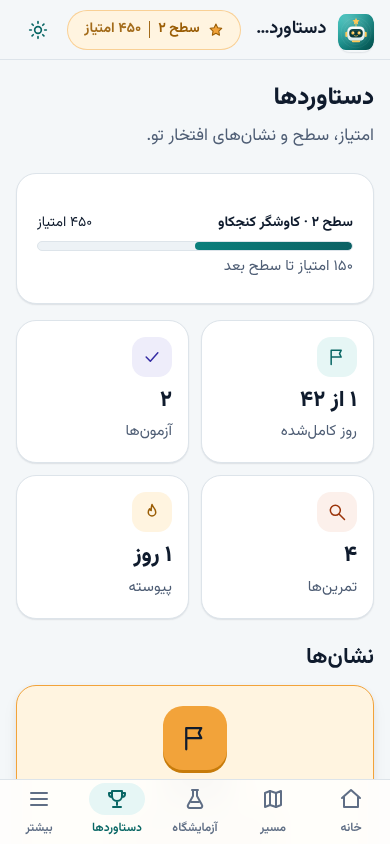 دستاورد...
سطح ۲ | ۴۵۰ امتیاز
دستاوردها
امتیاز، سطح و نشان‌های افتخار تو.
سطح ۲ · کاوشگر کنجکاو
۴۵۰ امتیاز
۱۵۰ امتیاز تا سطح بعد
۱ از ۴۲
روز کامل‌شده
۲
آزمون‌ها
۴
تمرین‌ها
۱ روز
پیوسته
نشان‌ها
خانه
مسیر
آزمایشگاه
دستاوردها
بیشتر